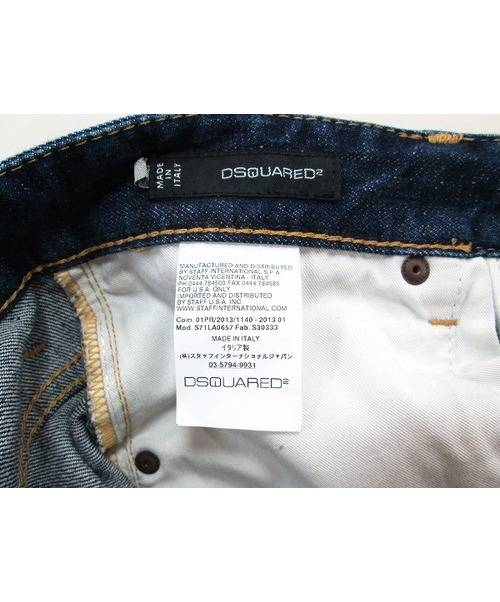 MADE
IN
ITALY
DSQUARED²
MANUFACTURED AND DISTRIBUTED
BY STAFF INTERNATIONAL S.P.A
NOVENTA VICENTINA - ITALY
PH 0444 784500 FAX 0444 784580
FOR U.S.A. ONLY
IMPORTED AND DISTRIBUTED
BY STAFF U.S.A. INC
WWW.STAFFINTERNATIONAL.COM
Com. 01PR/2013/1140 - 2013 01
Mod. S71LA0657 Fab. S30333
MADE IN ITALY
イタリア製
(株)スタッフインターナショナルジャパン
03-5794-9931
DSQUARED²